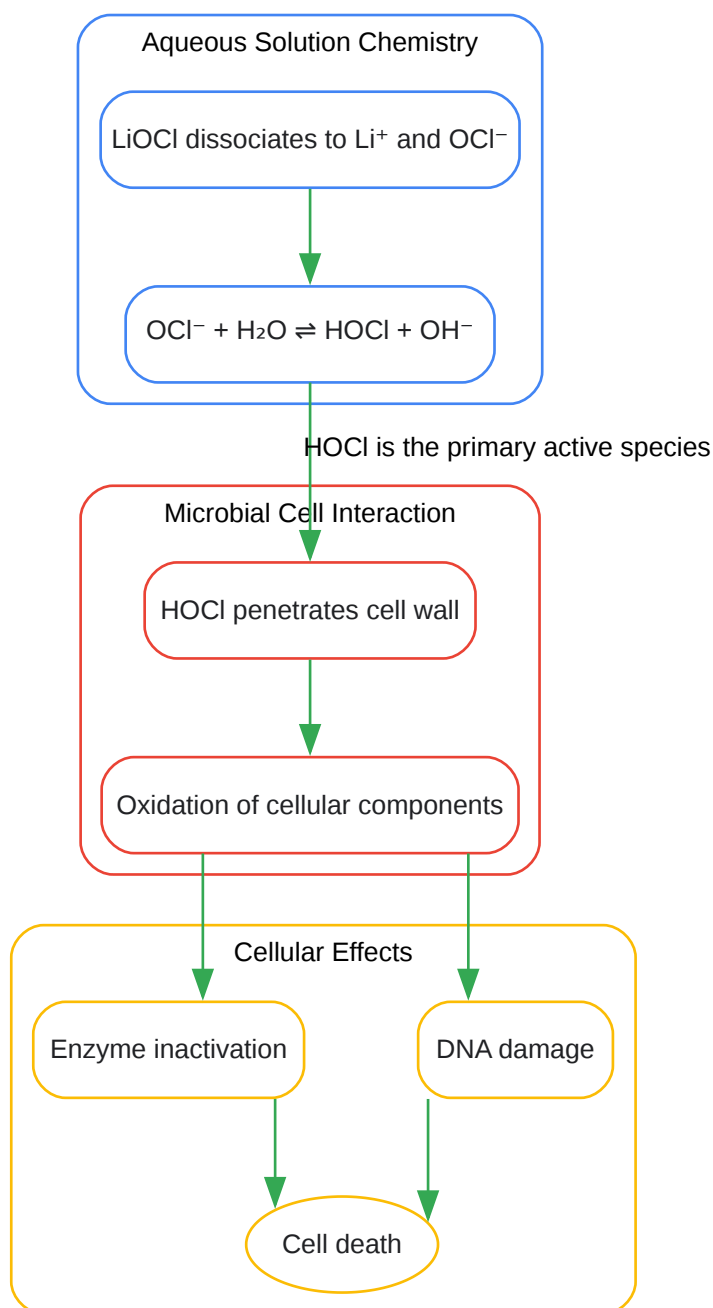 Aqueous Solution Chemistry
LiOCl dissociates to Li⁺ and OCl⁻
OCl⁻ + H₂O ⇌ HOCl + OH⁻
HOCl is the primary active species
Microbial Cell Interaction
HOCl penetrates cell wall
Oxidation of cellular components
Cellular Effects
Enzyme inactivation
DNA damage
Cell death